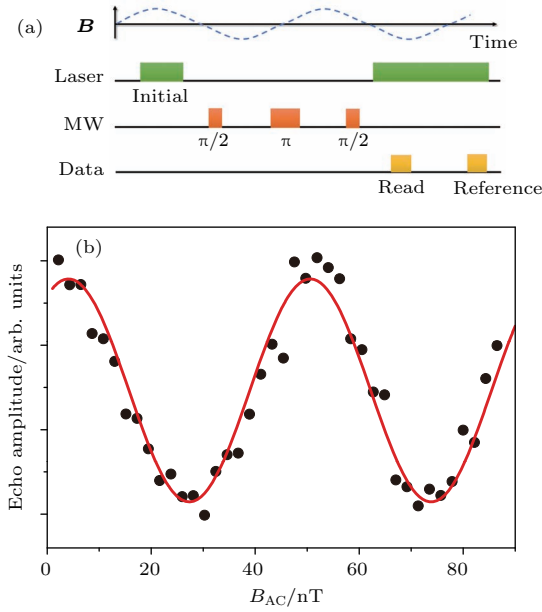 (a)
B
Time
Laser
Initial
MW
π/2
π
π/2
Data
Read
Reference
(b)
Echo amplitude/arb. units
0
20
40
60
80
B_AC/nT